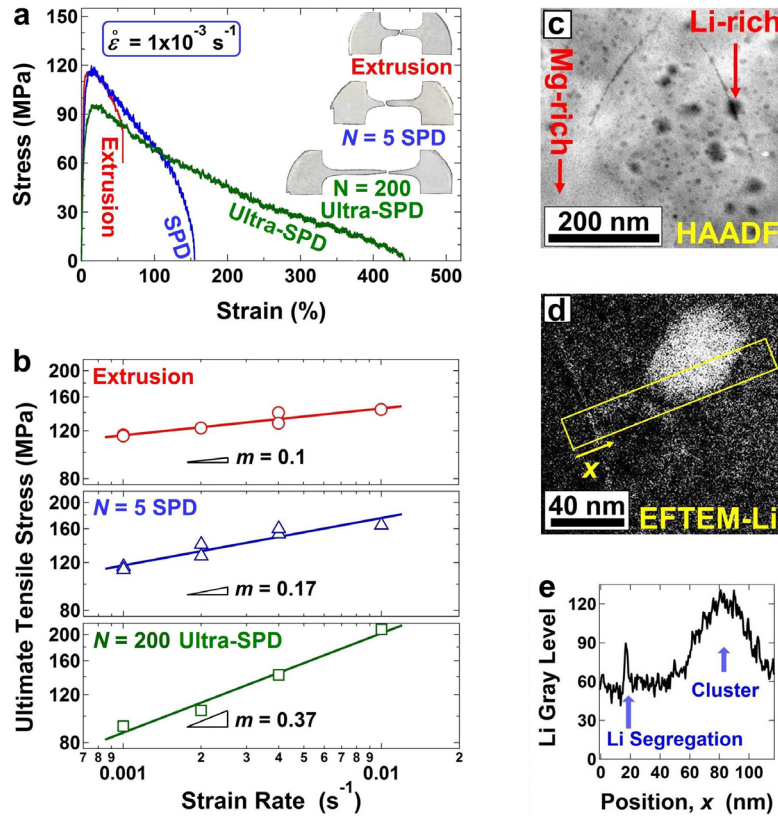 a
ε̊ = 1x10⁻³ s⁻¹
Extrusion
N = 5 SPD
N = 200
Ultra-SPD
Extrusion
SPD
Ultra-SPD
Stress (MPa)
150
120
90
60
30
0
0 100 200 300 400 500
Strain (%)
b
Ultimate Tensile Stress (MPa)
Extrusion
200
160
120
80
m = 0.1
N = 5 SPD
200
160
120
80
m = 0.17
N = 200 Ultra-SPD
200
160
120
80
m = 0.37
7 8 9 2 3 4 5 6 7 8 9 2
0.001 0.01
Strain Rate (s⁻¹)
c
Li-rich
Mg-rich
200 nm
HAADF
d
x
40 nm
EFTEM-Li
e
Li Gray Level
120
90
60
30
0
Cluster
Li Segregation
0 20 40 60 80 100
Position, x (nm)